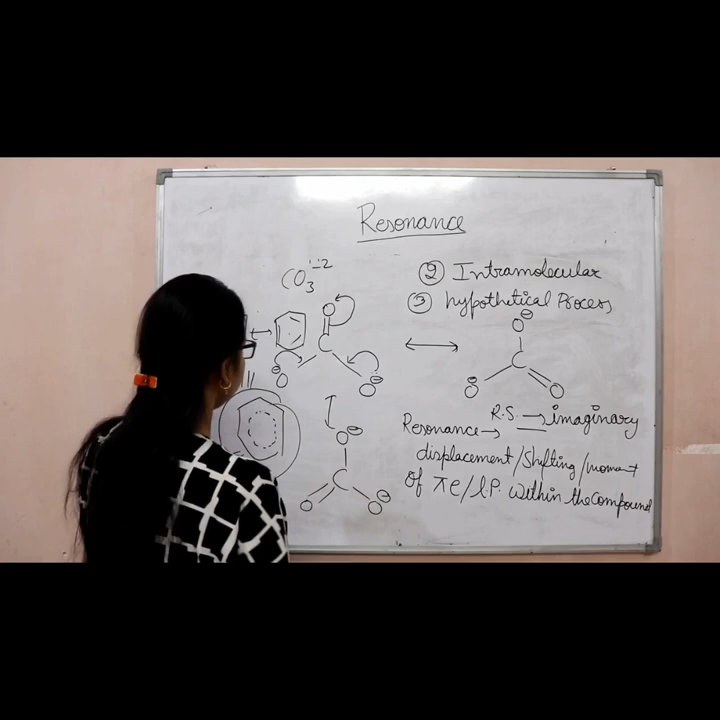 Resonance
CO₃⁻⁻²
② Intramolecular
③ hypothetical Process
O
C
O⊖
O⊖
O⊖
C
O⊖
O
O⊖
C
O
O⊖
R.S. → imaginary
Resonance →
displacement/Shifting/moment
of πe/l.P. within the compound